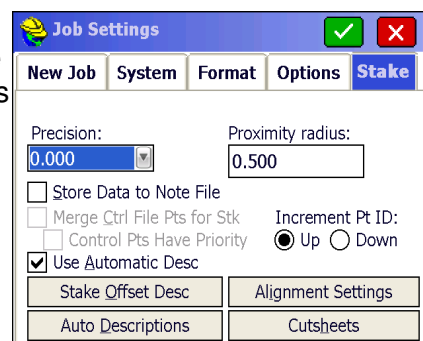 Job Settings
New Job System Format Options Stake
s
Precision: Proximity radius:
0.000 0.500
Store Data to Note File
Merge Ctrl File Pts for Stk Increment Pt ID:
Control Pts Have Priority Up Down
Use Automatic Desc
Stake Offset Desc Alignment Settings
Auto Descriptions Cutsheets